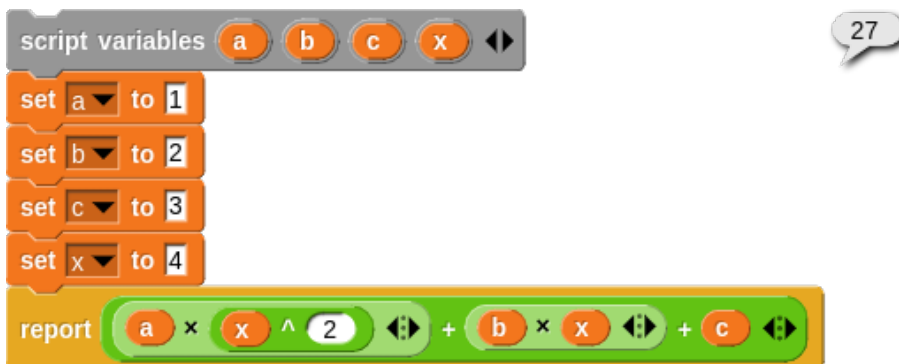 script variables a b c x
27
set a to 1
set b to 2
set c to 3
set x to 4
report a × x ^ 2 + b × x + c